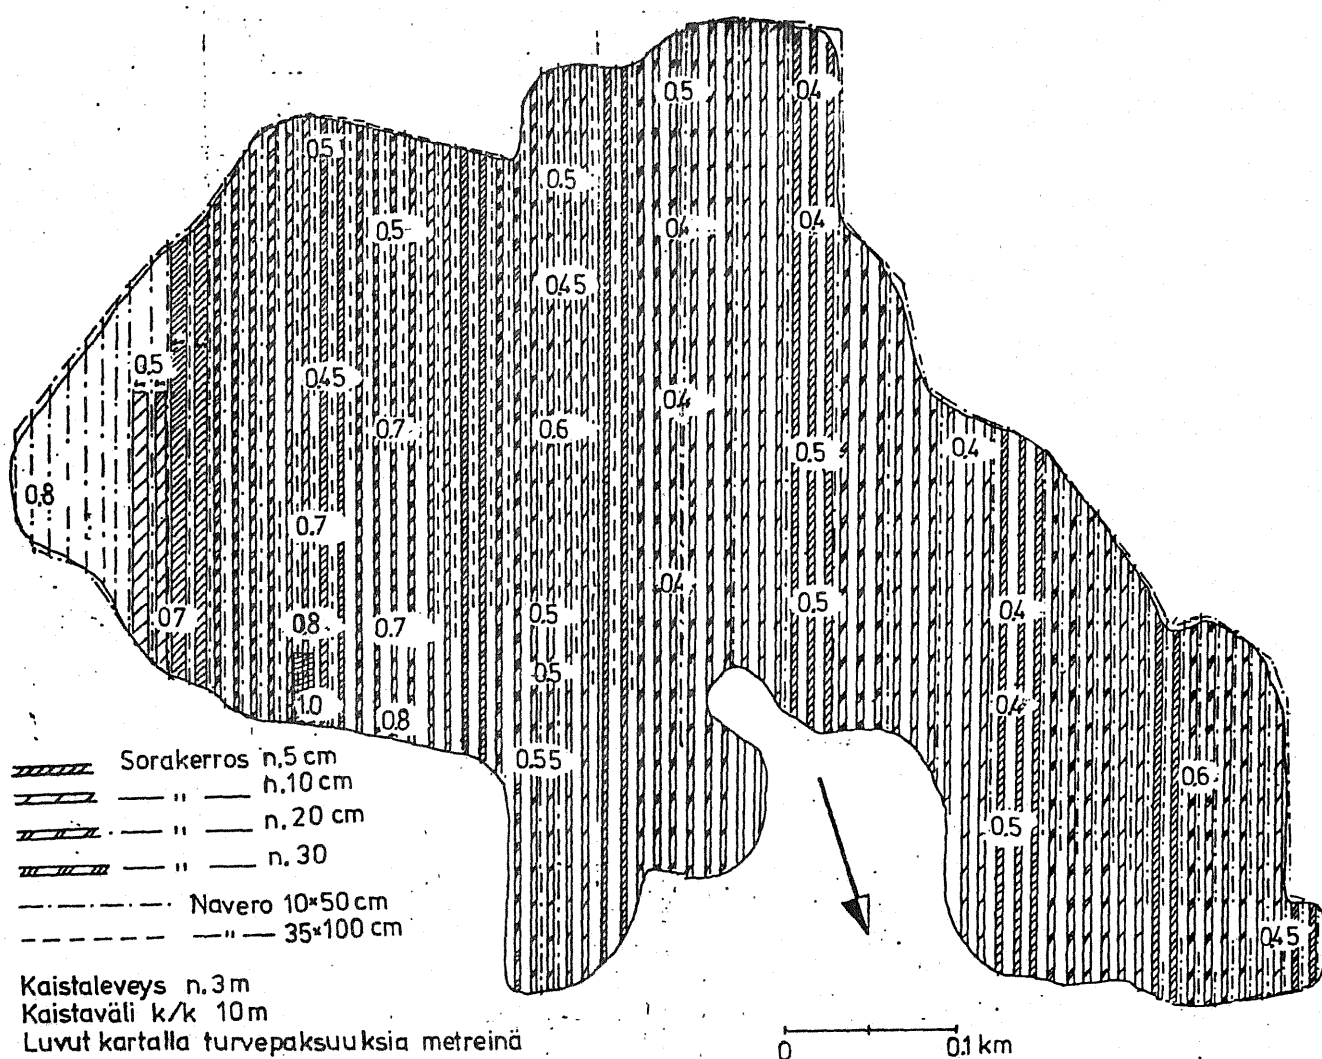 0.5 0.4
0.5
0.5
0.5
0.4 0.4
0.45
0.5
0.45
0.7 0.6 0.4
0.5 0.4
0.8
0.7
0.7 0.8 0.7 0.5 0.4 0.5 0.4
0.5
1.0 0.8 0.4
0.55
0.6
0.5
0.45
Sorakerros n.5 cm
— " — n.10 cm
— " — n.20 cm
— " — n.30
Navero 10×50 cm
— " — 35×100 cm
Kaistaleveys n.3 m
Kaistaväli k/k 10 m
Luvut kartalla turvepaksuuksia metreinä
0 0.1 km